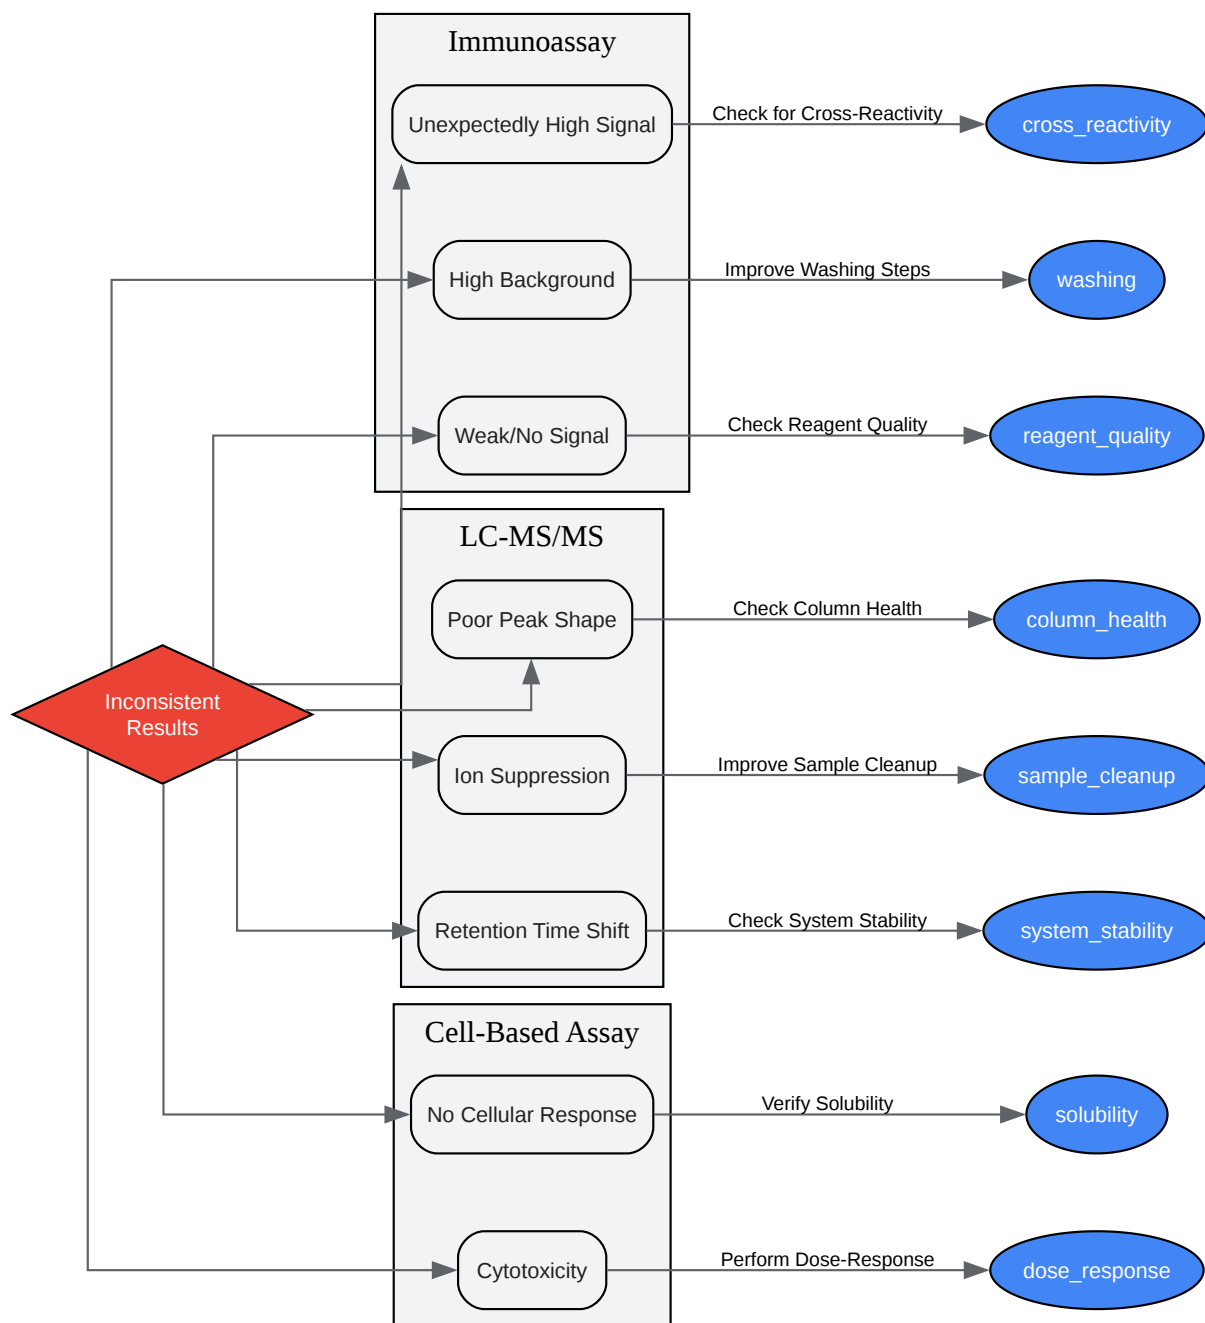 Immunoassay
Unexpectedly High Signal
Check for Cross-Reactivity
cross_reactivity
High Background
Improve Washing Steps
washing
Weak/No Signal
Check Reagent Quality
reagent_quality
LC-MS/MS
Poor Peak Shape
Check Column Health
column_health
Inconsistent
Results
Ion Suppression
Improve Sample Cleanup
sample_cleanup
Retention Time Shift
Check System Stability
system_stability
Cell-Based Assay
No Cellular Response
Verify Solubility
solubility
Cytotoxicity
Perform Dose-Response
dose_response